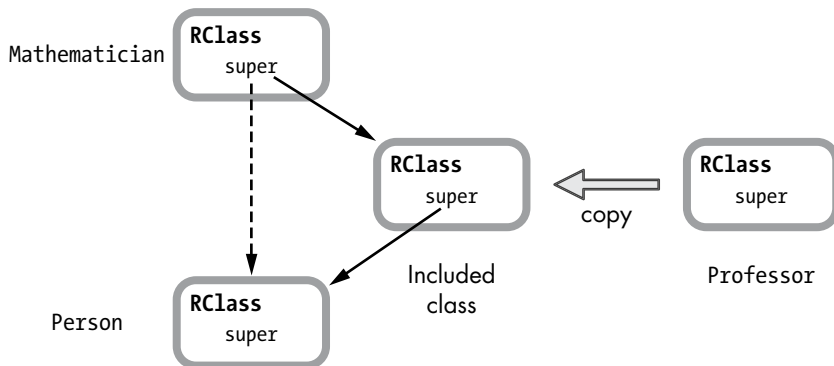 Mathematician
RClass
super
RClass
super
copy
RClass
super
Included
class
Professor
Person
RClass
super